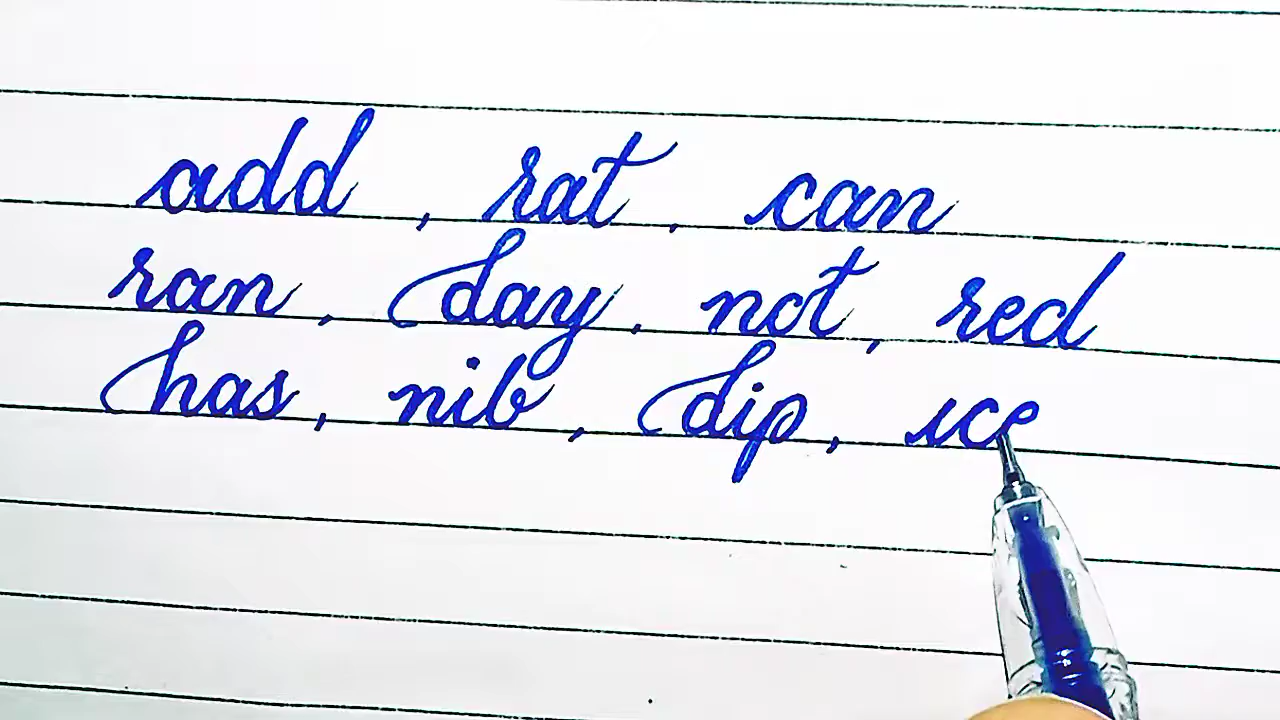 add, rat, can
ran, day, not, red
has, nib, dip, ice